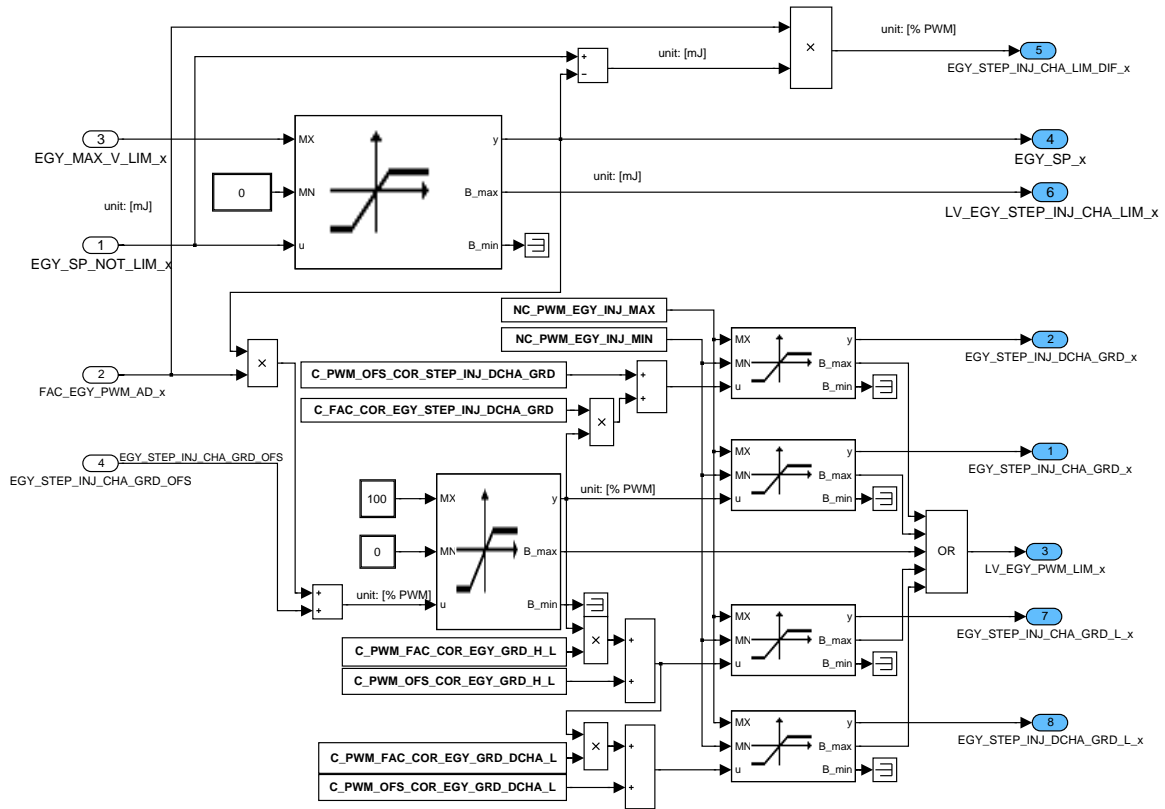 unit: [% PWM]
×
5
EGY_STEP_INJ_CHA_LIM_DIF_x
+
−
unit: [mJ]
3
EGY_MAX_V_LIM_x
MX
y
4
EGY_SP_x
0
MN
B_max
unit: [mJ]
6
LV_EGY_STEP_INJ_CHA_LIM_x
unit: [mJ]
1
EGY_SP_NOT_LIM_x
u
B_min
NC_PWM_EGY_INJ_MAX
NC_PWM_EGY_INJ_MIN
MX
y
2
EGY_STEP_INJ_DCHA_GRD_x
MN
B_max
u
B_min
×
2
FAC_EGY_PWM_AD_x
C_PWM_OFS_COR_STEP_INJ_DCHA_GRD
+
+
C_FAC_COR_EGY_STEP_INJ_DCHA_GRD
×
4
EGY_STEP_INJ_CHA_GRD_OFS
EGY_STEP_INJ_CHA_GRD_OFS
MX
y
1
EGY_STEP_INJ_CHA_GRD_x
MN
B_max
u
B_min
100
MX
y
unit: [% PWM]
0
MN
B_max
OR
3
LV_EGY_PWM_LIM_x
+
+
unit: [% PWM]
u
B_min
MX
y
7
EGY_STEP_INJ_CHA_GRD_L_x
MN
B_max
u
B_min
×
+
+
C_PWM_FAC_COR_EGY_GRD_H_L
C_PWM_OFS_COR_EGY_GRD_H_L
MX
y
8
EGY_STEP_INJ_DCHA_GRD_L_x
MN
B_max
u
B_min
×
+
+
C_PWM_FAC_COR_EGY_GRD_DCHA_L
C_PWM_OFS_COR_EGY_GRD_DCHA_L